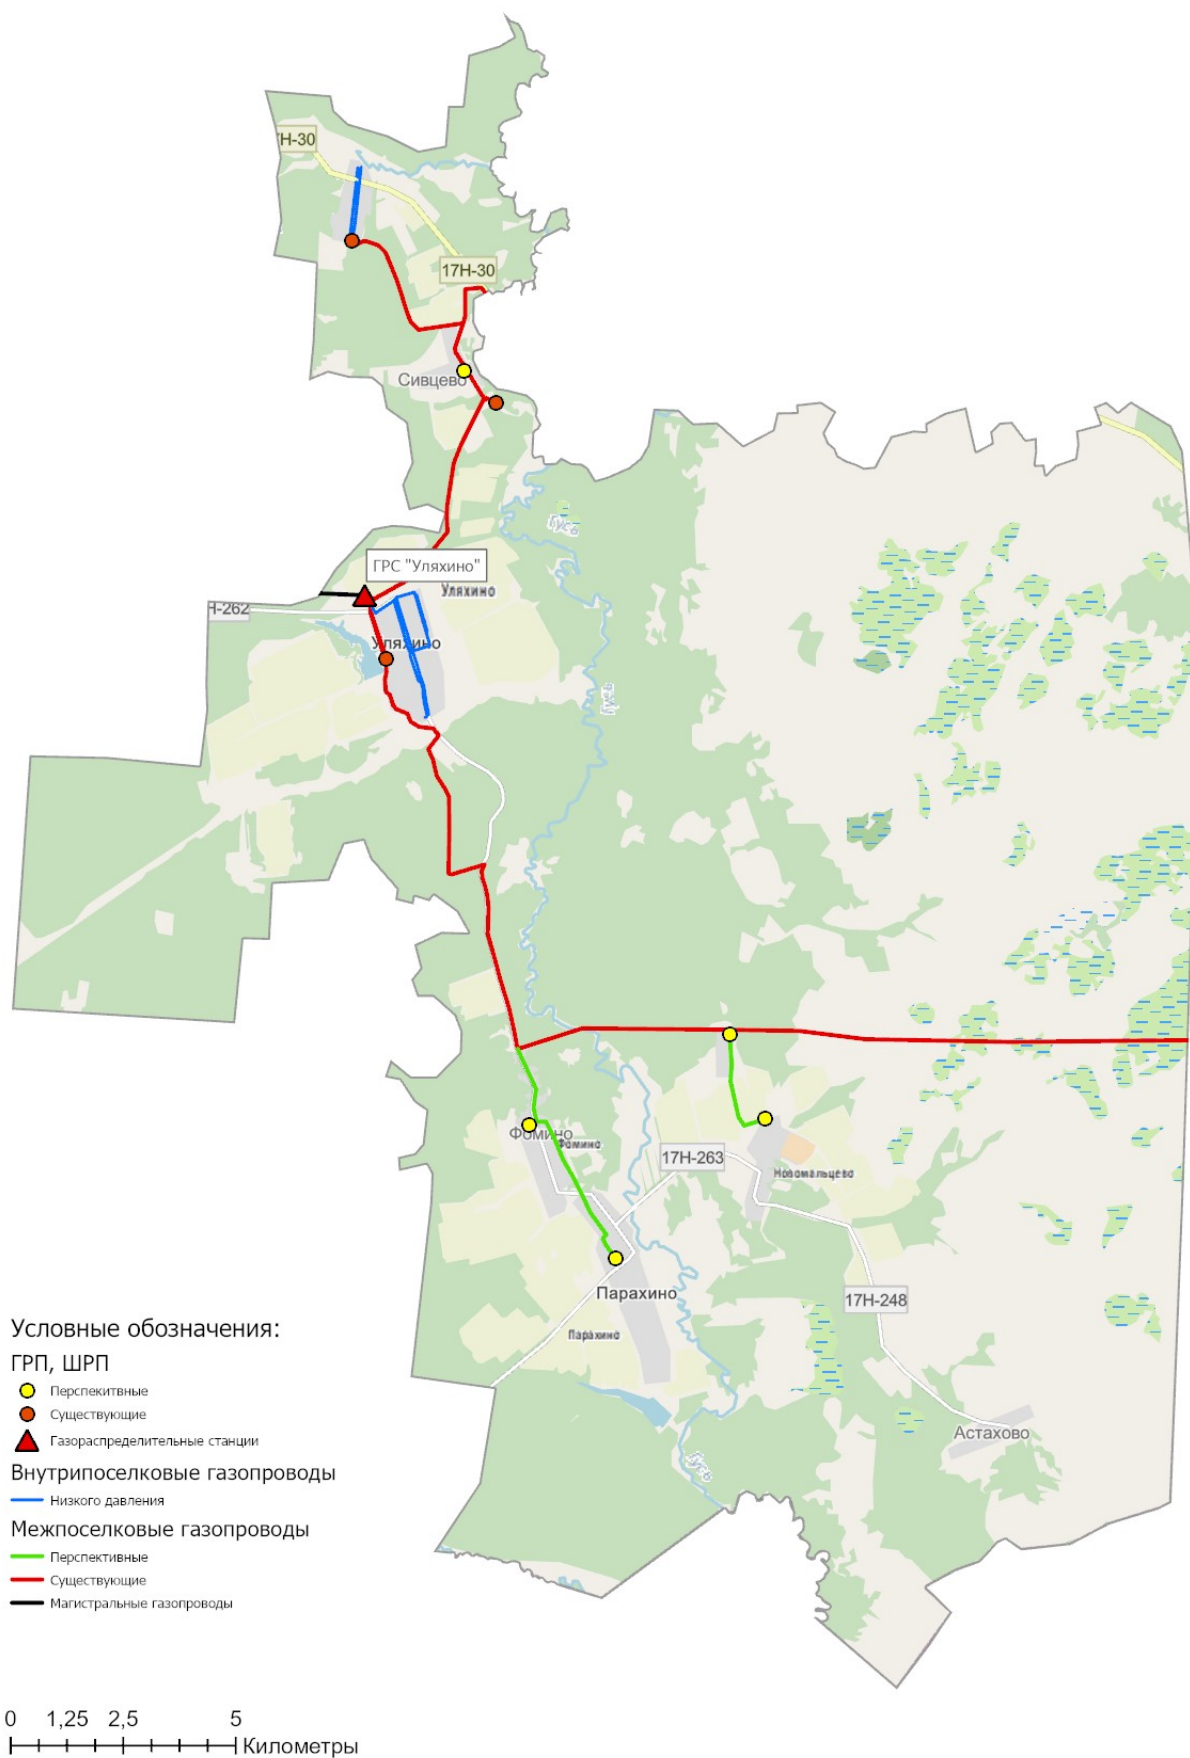 Н-30
17Н-30
Сивцево
Гусь
ГРС "Уляхино"
Уляхино
Н-262
Уляхино
Гусь
Фомино
Фомино
17Н-263
Новомальцево
Парахино
17Н-248
Парахино
Астахово
Гусь
Условные обозначения:
ГРП, ШРП
Перспекитвные
Существующие
Газораспределительные станции
Внутрипоселковые газопроводы
Низкого давления
Межпоселковые газопроводы
Перспективные
Существующие
Магистральные газопроводы
0 1,25 2,5 5
Километры